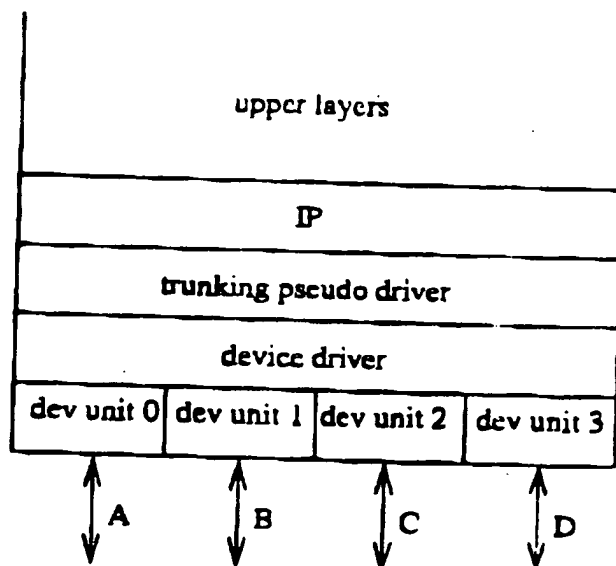 upper layers
IP
trunking pseudo driver
device driver
dev unit 0 dev unit 1 dev unit 2 dev unit 3
A B C D